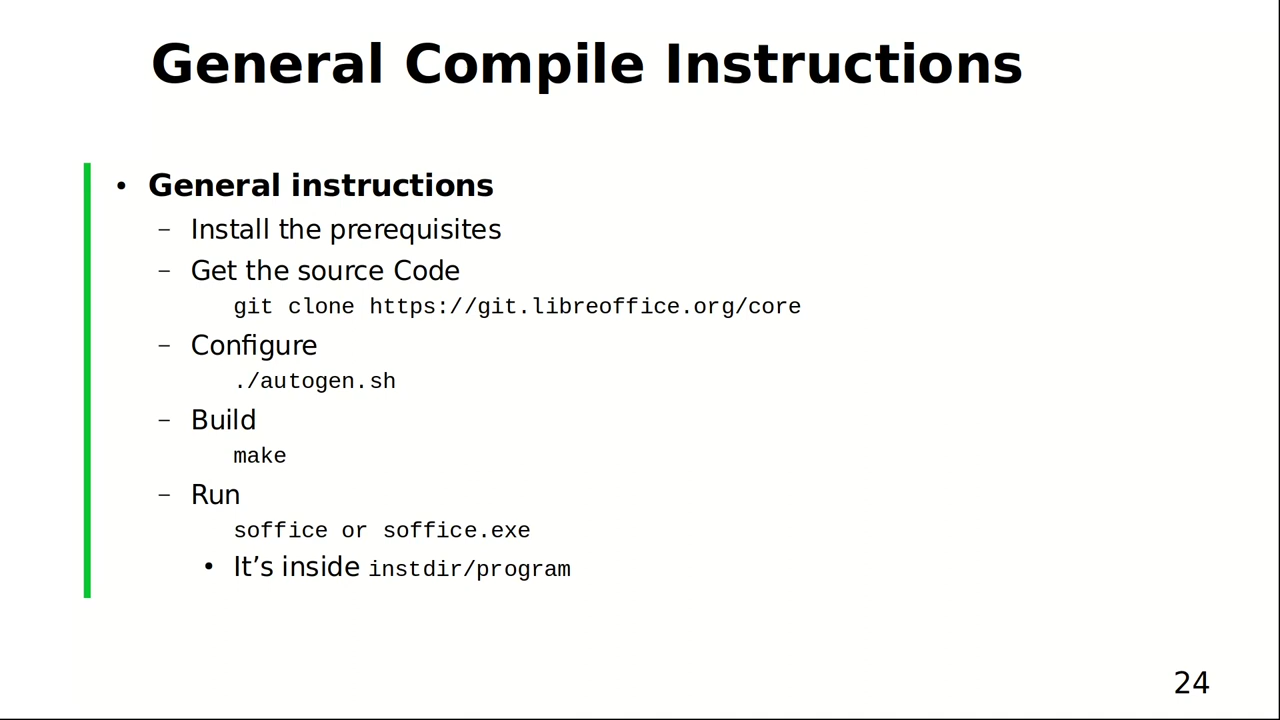 General Compile Instructions
• General instructions
– Install the prerequisites
– Get the source Code
git clone https://git.libreoffice.org/core
– Configure
./autogen.sh
– Build
make
– Run
soffice or soffice.exe
• It’s inside instdir/program
24